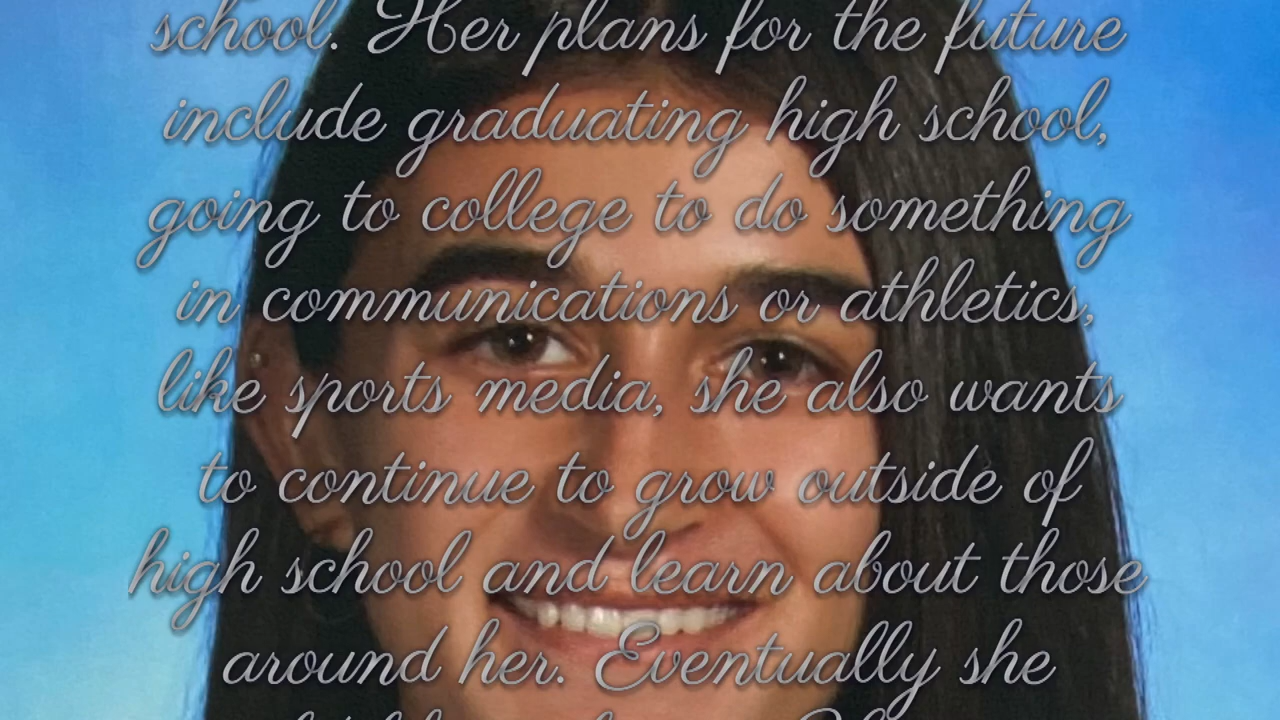 school. Her plans for the future
include graduating high school,
going to college to do something
in communications or athletics,
like sports media, she also wants
to continue to grow outside of
high school and learn about those
around her. Eventually she